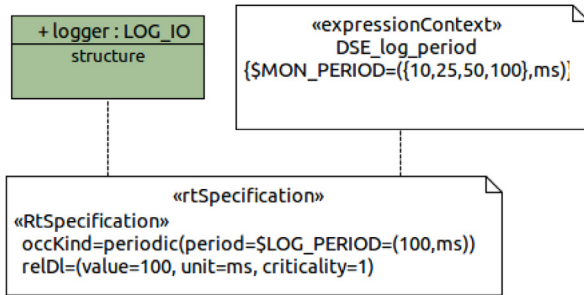 + logger : LOG_IO
structure
«expressionContext»
DSE_log_period
{$MON_PERIOD=({10,25,50,100},ms)}
«rtSpecification»
«RtSpecification»
occKind=periodic(period=$LOG_PERIOD=(100,ms))
relDl=(value=100, unit=ms, criticality=1)